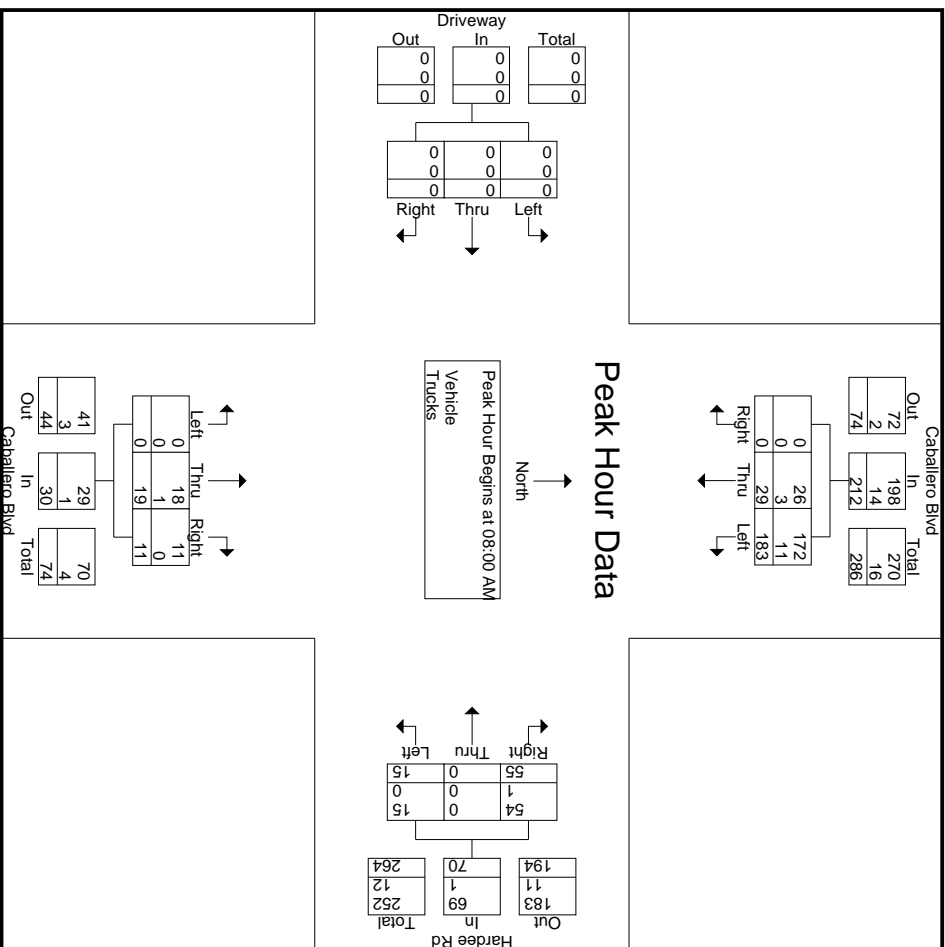 Driveway
Out In Total
0 0 0
0 0 0
0 0 0
0 0 0
0 0 0
0 0 0
Right Thru Left
Caballero Blvd
Out In Total
72 198 270
2 14 16
74 212 286
0 26 172
0 3 11
0 29 183
Right Thru Left
Peak Hour Data
North
Peak Hour Begins at 08:00 AM
Vehicle
Trucks
Left Thru Right
0 18 11
0 1 0
0 19 11
41 29 70
3 1 4
44 30 74
Out In Total
Caballero Blvd
Hardee Rd
Out In Total
183 69 252
11 1 12
194 70 264
54 0 15
1 0 0
55 0 15
Right Thru Left